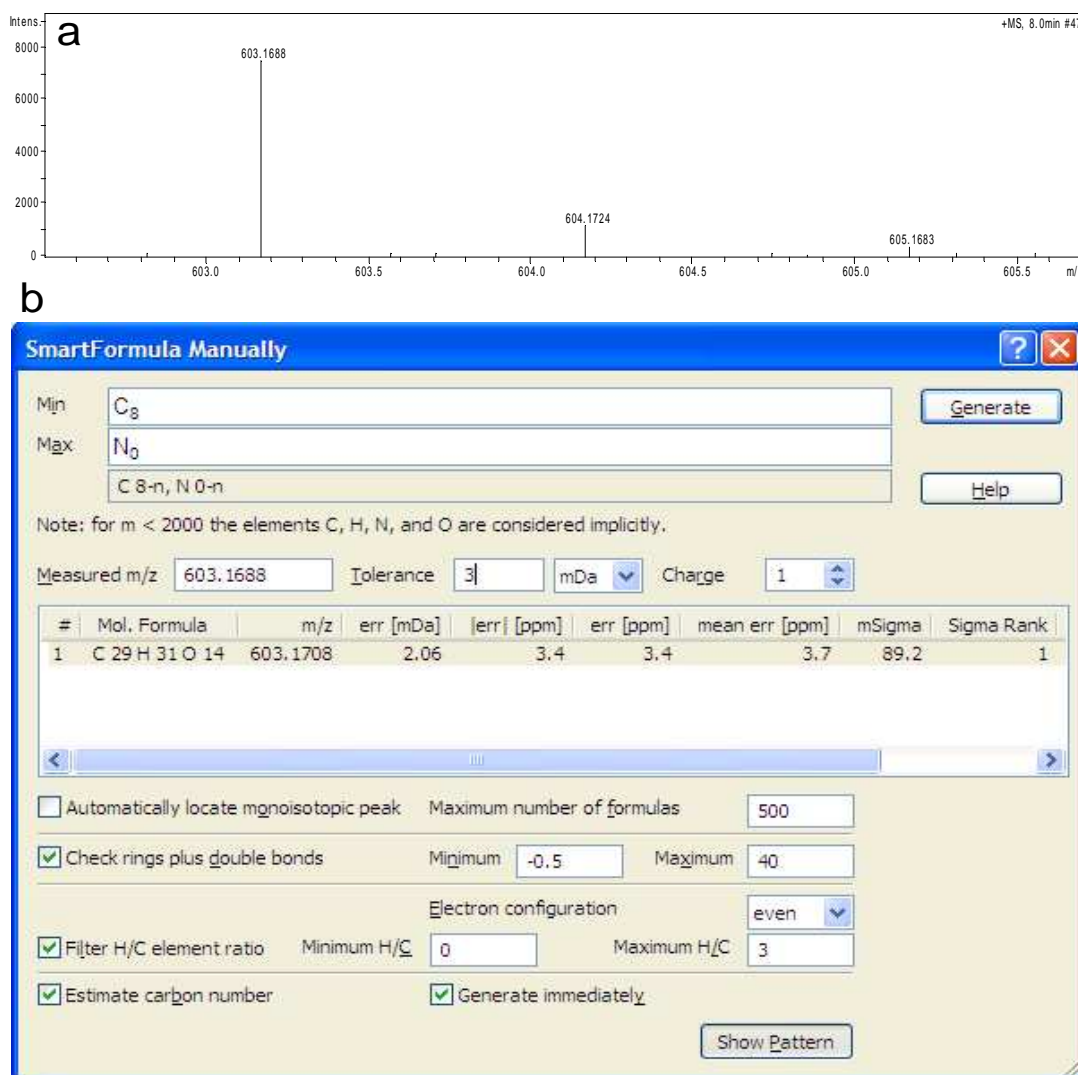 Intens. a +MS, 8.0min #47
8000
603.1688
6000
4000
2000
604.1724
605.1683
0
603.0 603.5 604.0 604.5 605.0 605.5 m/
b
SmartFormula Manually
Min C₈ Generate
Max N₀
C 8-n, N 0-n Help
Note: for m < 2000 the elements C, H, N, and O are considered implicitly.
Measured m/z 603.1688 Tolerance 3 mDa Charge 1
# Mol. Formula m/z err [mDa] |err| [ppm] err [ppm] mean err [ppm] mSigma Sigma Rank
1 C 29 H 31 O 14 603.1708 2.06 3.4 3.4 3.7 89.2 1
Automatically locate monoisotopic peak Maximum number of formulas 500
Check rings plus double bonds Minimum -0.5 Maximum 40
Electron configuration even
Filter H/C element ratio Minimum H/C 0 Maximum H/C 3
Estimate carbon number Generate immediately
Show Pattern